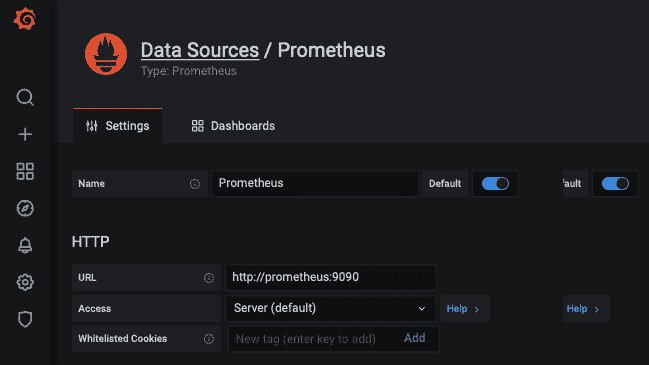 Data Sources / Prometheus
Type: Prometheus
Settings Dashboards
Name Prometheus Default fault
HTTP
URL http://prometheus:9090
Access Server (default) Help > Help >
Whitelisted Cookies New tag (enter key to add) Add